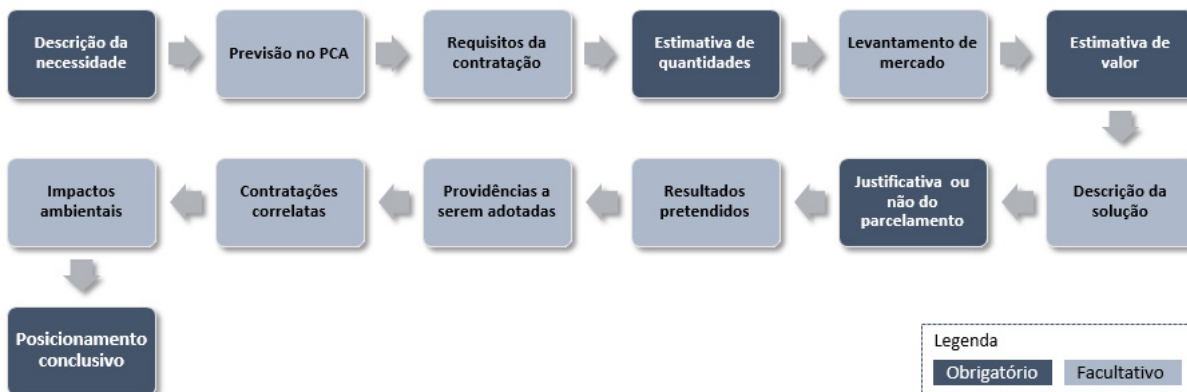 Descrição da
necessidade
Previsão no PCA
Requisitos da
contratação
Estimativa de
quantidades
Levantamento de
mercado
Estimativa de
valor
Descrição da
solução
Justificativa ou
não do
parcelamento
Resultados
pretendidos
Providências a
serem adotadas
Contratações
correlatas
Impactos
ambientais
Posicionamento
conclusivo
Legenda
Obrigatório
Facultativo